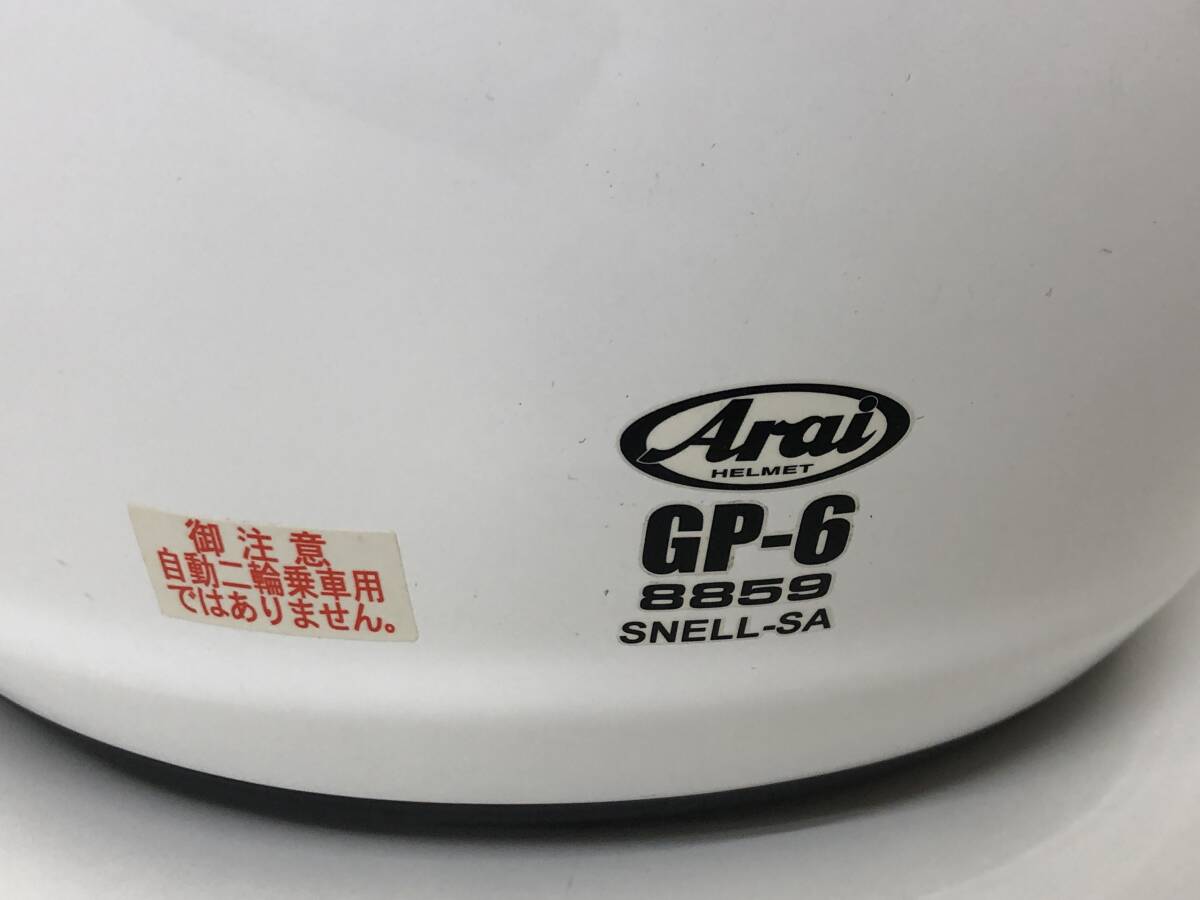 Arai
HELMET
GP-6
8859
SNELL-SA
御注意
自動二輪乗車用
ではありません。